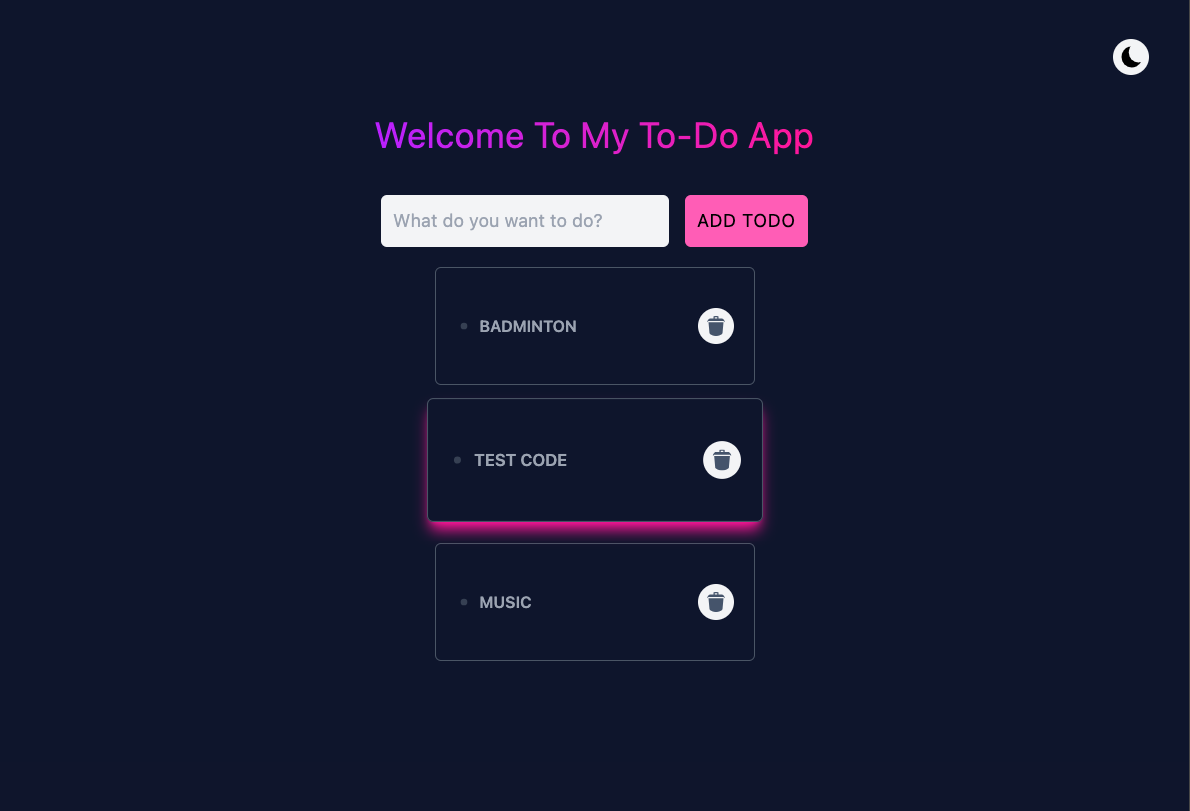 Welcome To My To-Do App
What do you want to do?
ADD TODO
BADMINTON
TEST CODE
MUSIC